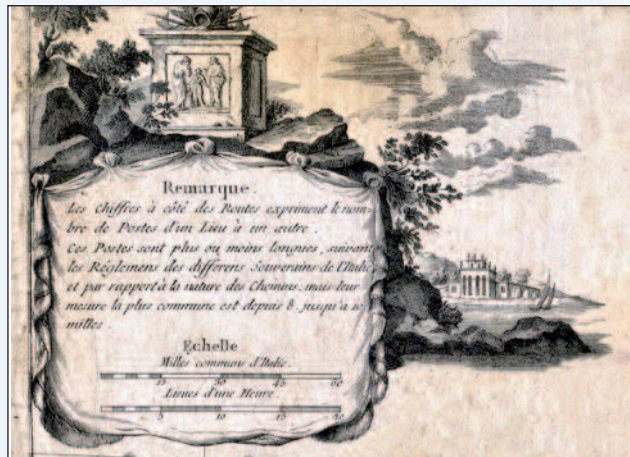 Remarque.
Les Chiffres à côté des Routes expriment le nom-
bre de Postes d'un Lieu à un autre.
Ces Postes sont plus ou moins longues, suivant
les Réglemens des differens Souverains de l'Italie,
et par rapport à la nature des Chemins: mais leur
mesure la plus commune est depuis 8. jusqu'a 10.
milles.
Echelle
Milles communs d'Italie.
15 30 45 60
Lieues d'une Heure.
5 10 15 20